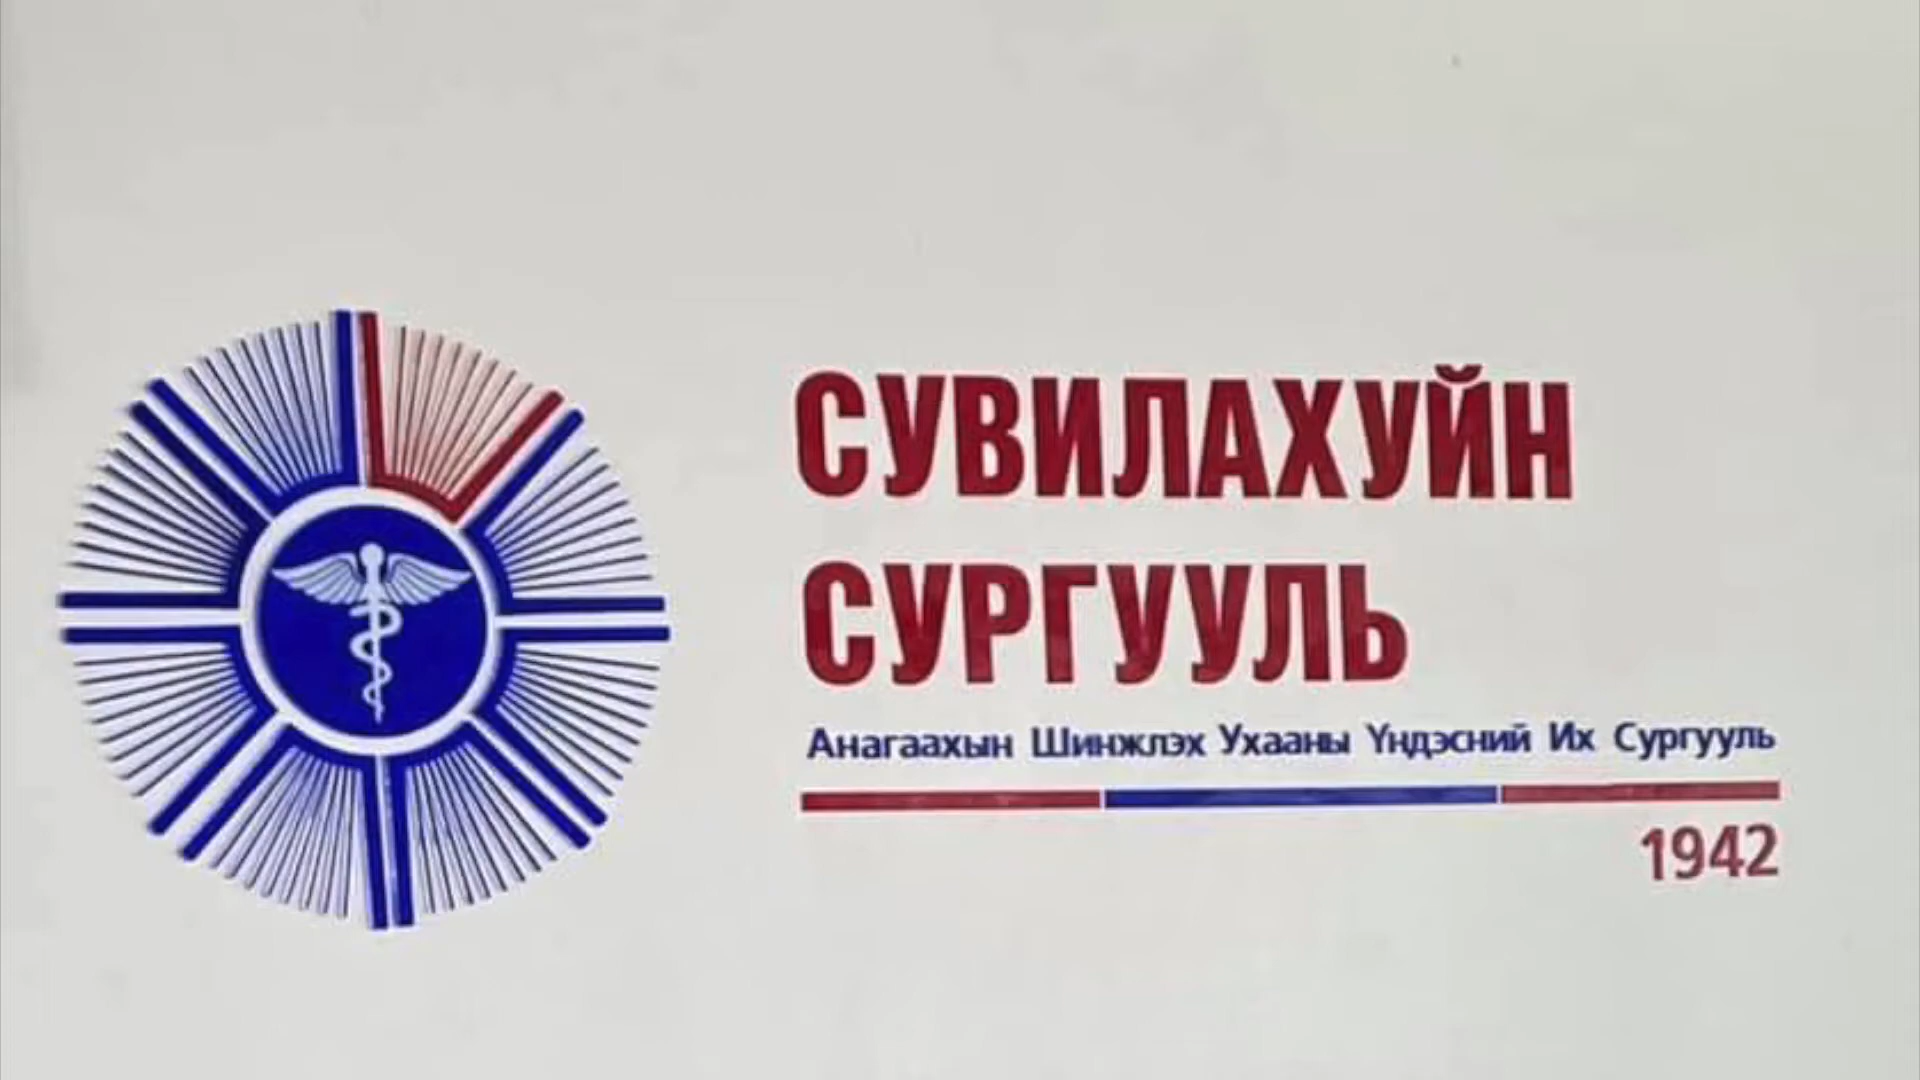 СУВИЛАХУЙН
СУРГУУЛЬ
Анагаахын Шинжлэх Ухааны Үндэсний Их Сургууль
1942